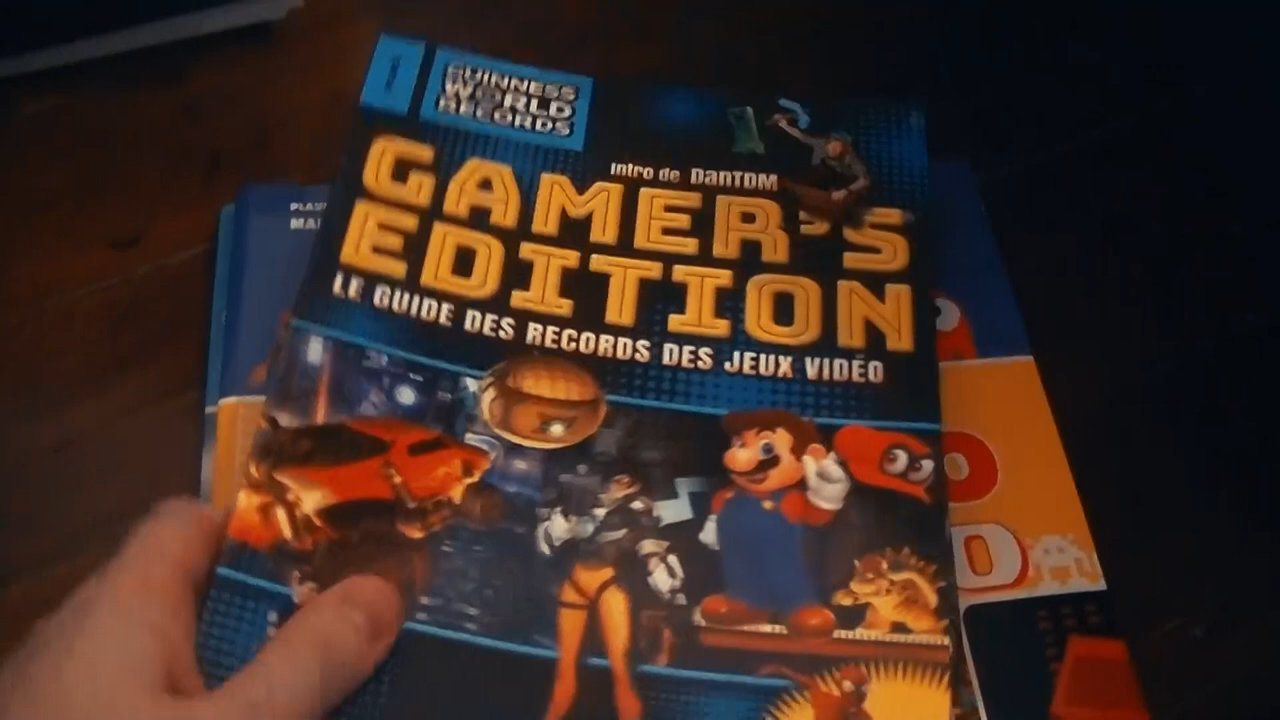 GUINNESS
WORLD
RECORDS
Intro de DanTDM
GAMER'S
EDITION
LE GUIDE DES RECORDS DES JEUX VIDÉO